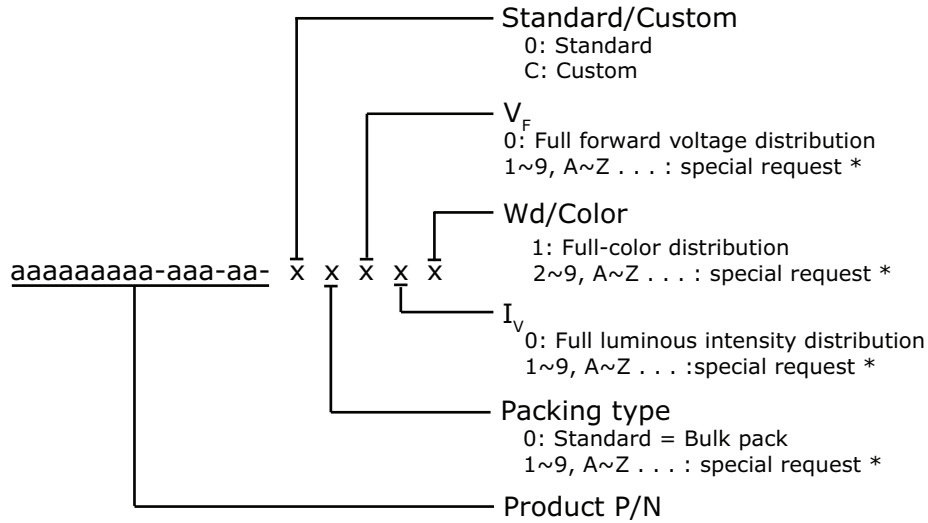 Standard/Custom
0: Standard
C: Custom
VF
0: Full forward voltage distribution
1~9, A~Z . . . : special request *
Wd/Color
1: Full-color distribution
2~9, A~Z . . . : special request *
aaaaaaaaa-aaa-aa- x x x x x
IV
0: Full luminous intensity distribution
1~9, A~Z . . . :special request *
Packing type
0: Standard = Bulk pack
1~9, A~Z . . . : special request *
Product P/N